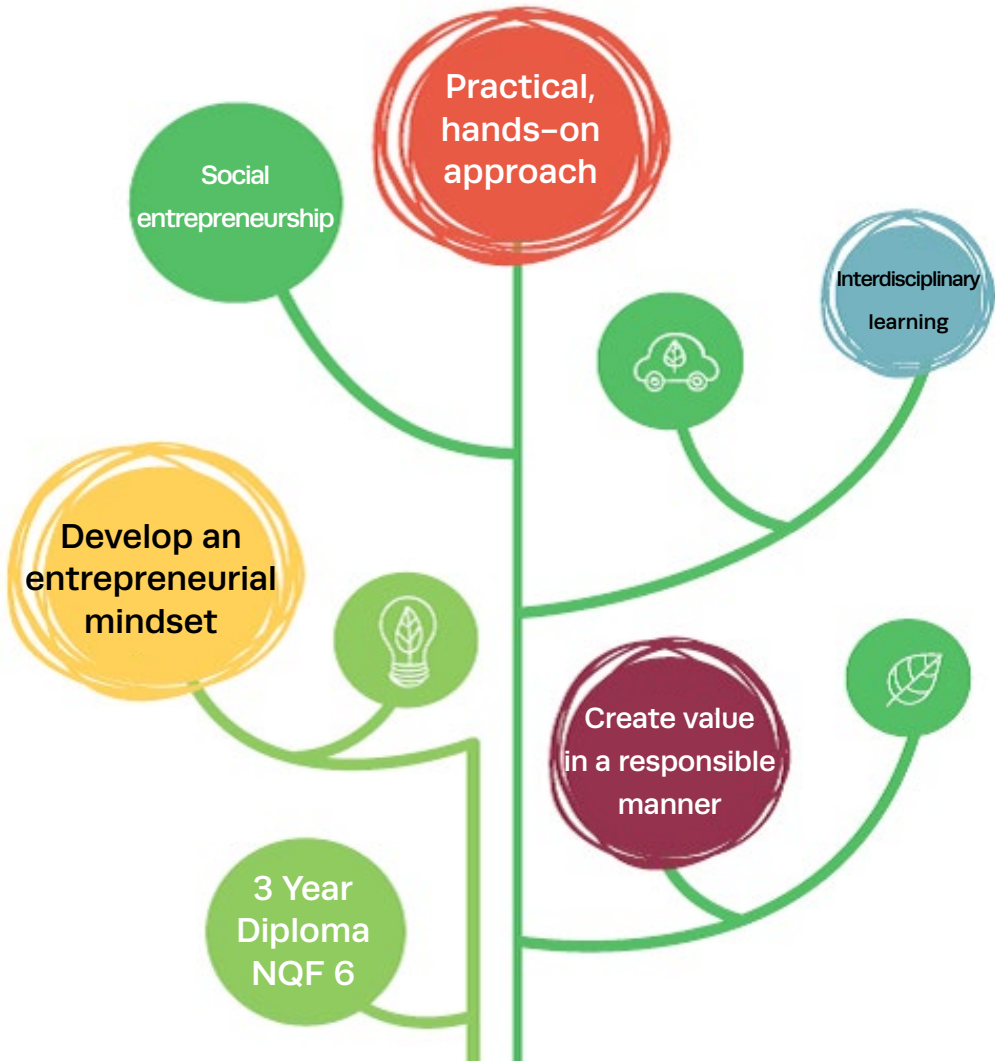 Practical,
hands-on
approach
Social
entrepreneurship
Interdisciplinary
learning
Develop an
entrepreneurial
mindset
Create value
in a responsible
manner
3 Year
Diploma
NQF 6